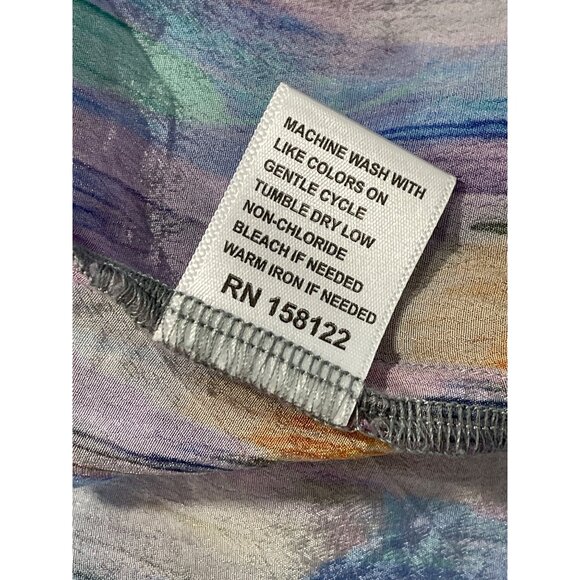 MACHINE WASH WITH
LIKE COLORS ON
GENTLE CYCLE
TUMBLE DRY LOW
NON-CHLORIDE
BLEACH IF NEEDED
WARM IRON IF NEEDED
RN 158122